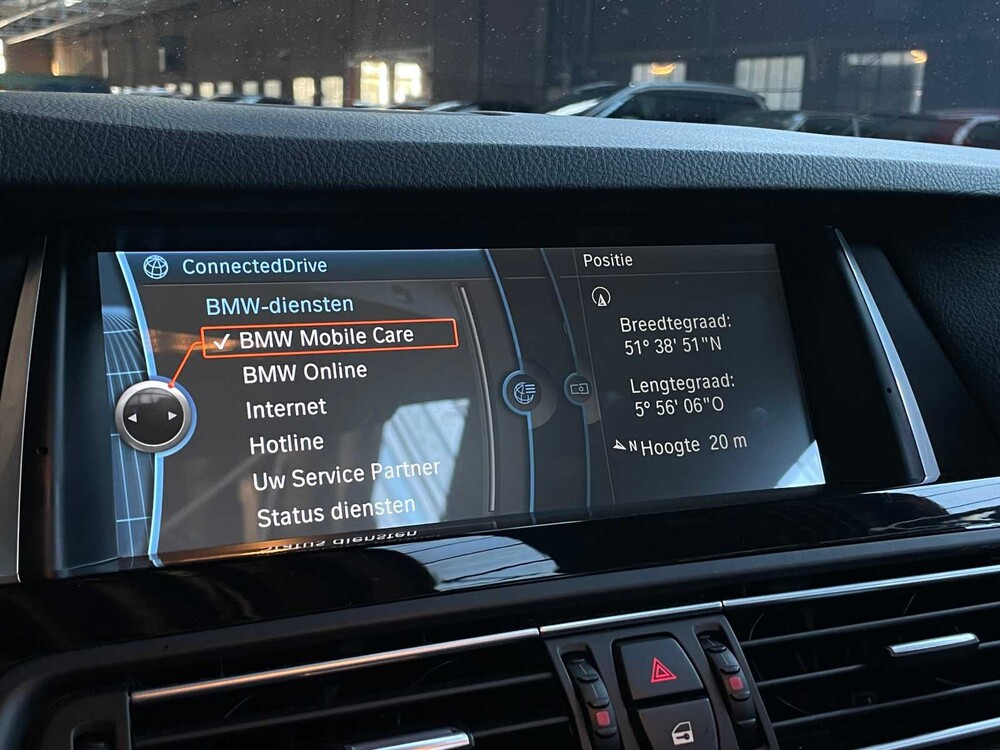 ConnectedDrive
BMW-diensten
✓ BMW Mobile Care
BMW Online
Internet
Hotline
Uw Service Partner
Status diensten
Positie
Breedtegraad:
51° 38' 51"N
Lengtegraad:
5° 56' 06"O
N Hoogte 20 m